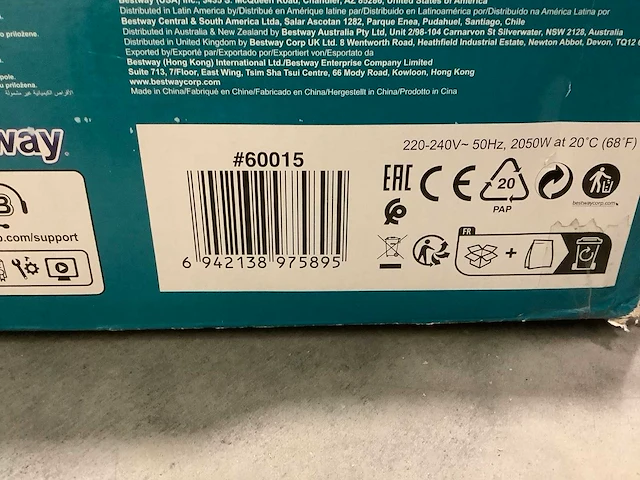 Bestway (USA) Inc., 3435 S. McQueen Road, Chandler, AZ 85286, United States of America
Distributed in Latin America by/Distribué en Amérique latine par/Distribuido en Latinoamérica por/Distribuído na América Latina por
Bestway Central & South America Ltda, Salar Ascotan 1282, Parque Enea, Pudahuel, Santiago, Chile
Distributed in Australia & New Zealand by Bestway Australia Pty Ltd, Unit 2/98-104 Carnarvon St Silverwater, NSW 2128, Australia
Distributed in United Kingdom by Bestway Corp UK Ltd. 8 Wentworth Road, Heathfield Industrial Estate, Newton Abbot, Devon, TQ12
Exported by/Exporté par/Exportado por/Exportiert von/Esportato da
Bestway (Hong Kong) International Ltd./Bestway Enterprise Company Limited
Suite 713, 7/Floor, East Wing, Tsim Sha Tsui Centre, 66 Mody Road, Kowloon, Hong Kong
www.bestwaycorp.com
Made in China/Fabriqué en China/Fabricado en China/Hergestellt in China/Prodotto in Cina
priložena.
pole.
priložena.
way
.com/support
#60015
6 942138 975895
220-240V~ 50Hz, 2050W at 20°C (68°F)
EAC CE 20
PAP
bestwaycorp.com
FR
+